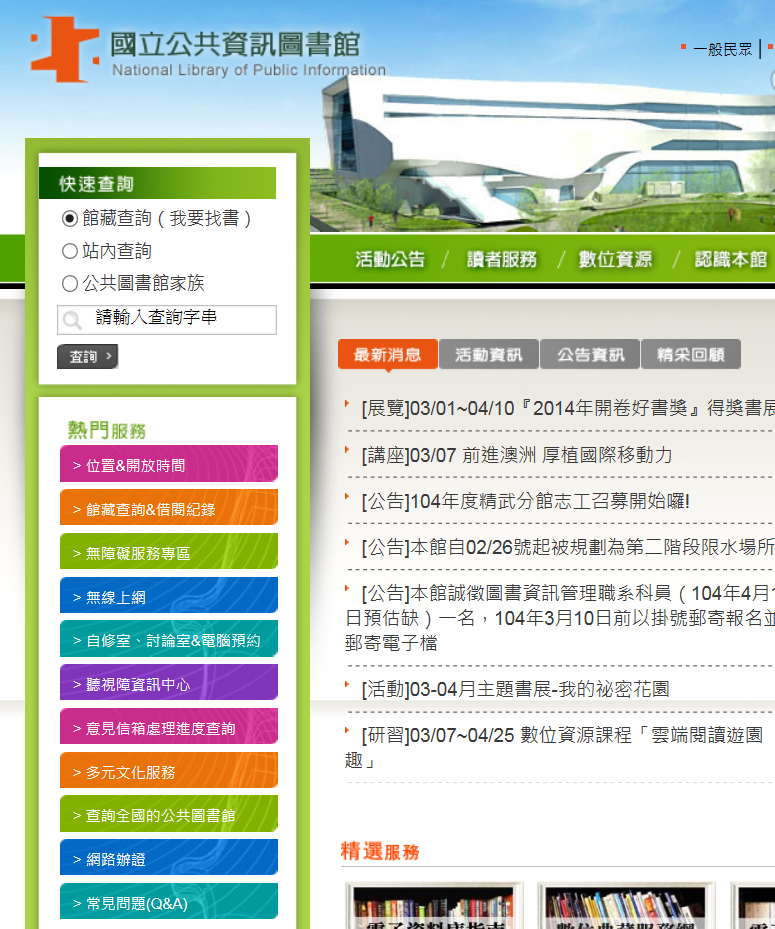 國立公共資訊圖書館
National Library of Public Information
一般民眾
快速查詢
館藏查詢（我要找書）
站內查詢
公共圖書館家族
請輸入查詢字串
查詢
活動公告 / 讀者服務 / 數位資源 / 認識本館
熱門服務
> 位置&開放時間
> 館藏查詢&借閱紀錄
> 無障礙服務專區
> 無線上網
> 自修室、討論室&電腦預約
> 聽視障資訊中心
> 意見信箱處理進度查詢
> 多元文化服務
> 查詢全國的公共圖書館
> 網路辦證
> 常見問題(Q&A)
最新消息 活動資訊 公告資訊 精采回顧
[展覽]03/01~04/10『2014年開卷好書獎』得獎書展
[講座]03/07 前進澳洲 厚植國際移動力
[公告]104年度精武分館志工召募開始囉!
[公告]本館自02/26號起被規劃為第二階段限水場所
[公告]本館誠徵圖書資訊管理職系科員（104年4月1
日預估缺）一名，104年3月10日前以掛號郵寄報名並
郵寄電子檔
[活動]03-04月主題書展-我的祕密花園
[研習]03/07~04/25 數位資源課程「雲端閱讀遊園
趣」
精選服務
電子資料庫指南
數位典藏服務網